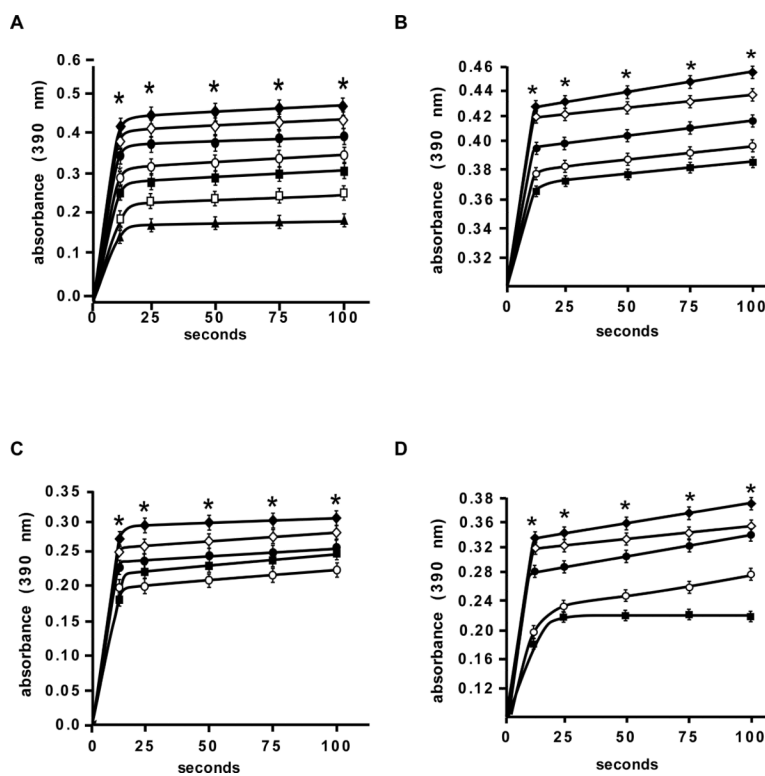 A
absorbance (390 nm)
0.6
0.5
0.4
0.3
0.2
0.1
0.0
* * * * *
0 25 50 75 100
seconds
B
absorbance (390 nm)
0.46
0.42
0.40
0.38
0.36
0.32
* * * * *
0 25 50 75 100
seconds
C
absorbance (390 nm)
0.35
0.30
0.25
0.20
0.15
0.10
0.05
0.0
* * * * *
0 25 50 75 100
seconds
D
absorbance (390 nm)
0.38
0.36
0.32
0.28
0.24
0.20
0.16
0.12
* * * * *
0 25 50 75 100
seconds